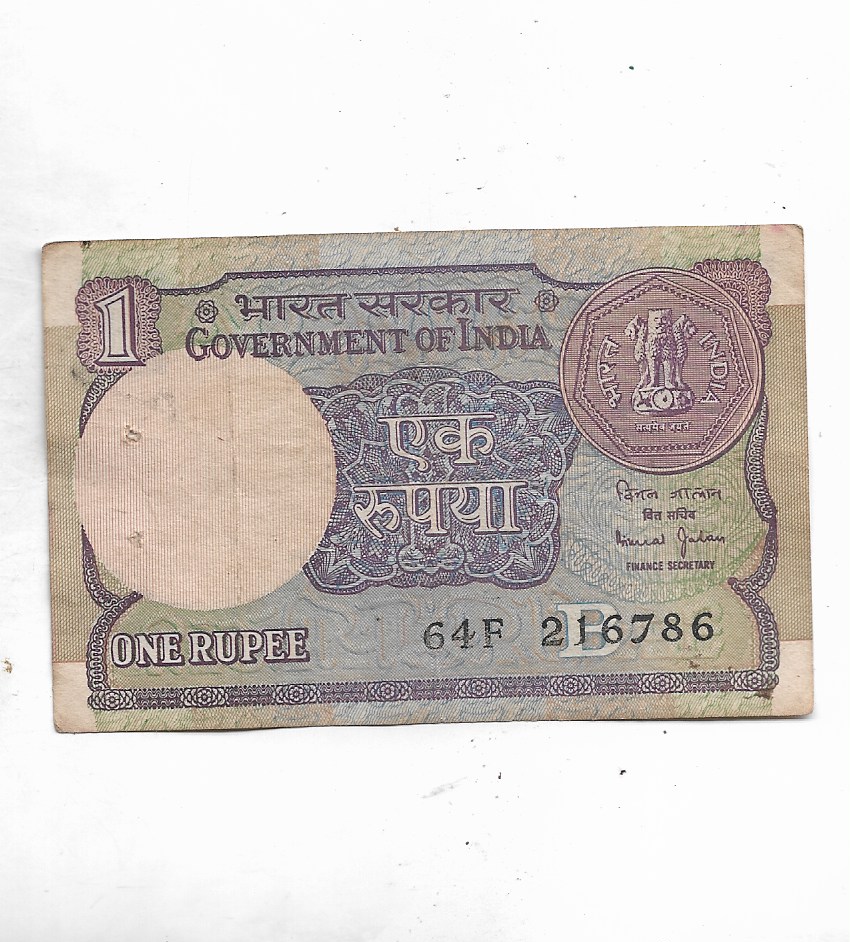 1
भारत सरकार
GOVERNMENT OF INDIA
भारत
INDIA
सत्यमेव जयते
एक
रुपया
बिमल जालान
वित्त सचिव
Bimal Jalan
FINANCE SECRETARY
ONE RUPEE
B
64F 216786